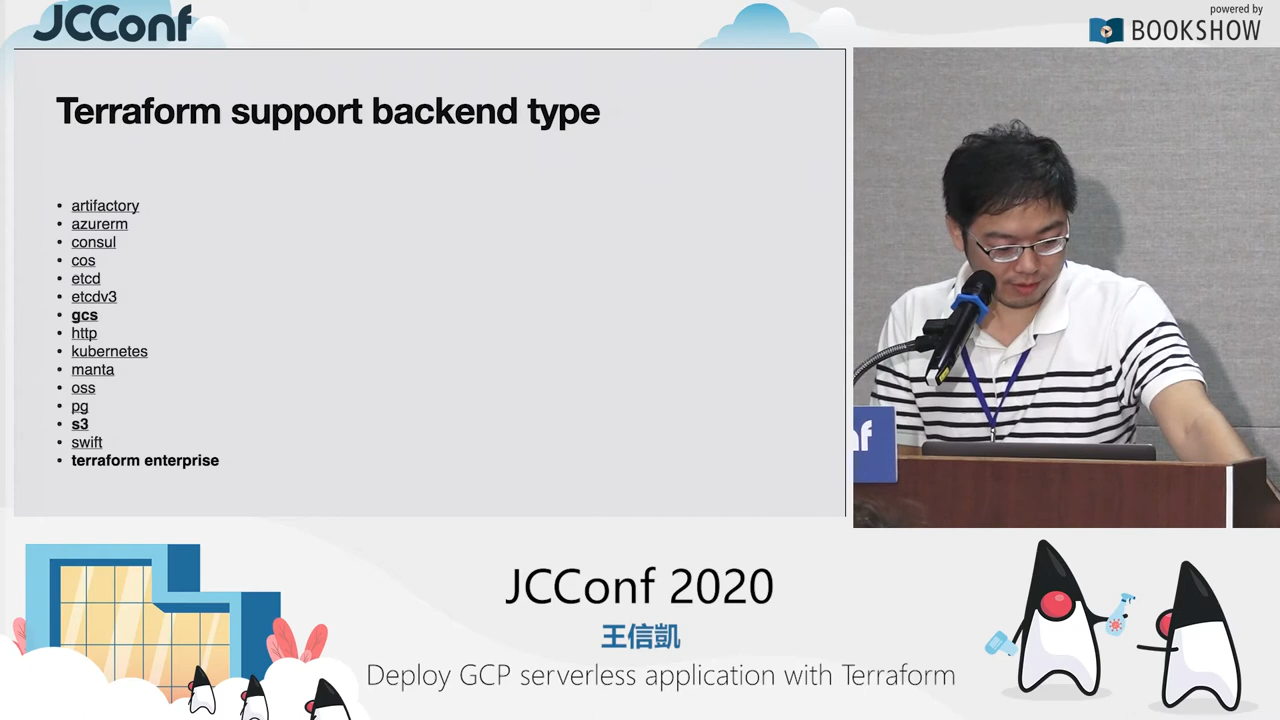 JCConf
powered by
BOOKSHOW
Terraform support backend type
• artifactory
• azurerm
• consul
• cos
• etcd
• etcdv3
• gcs
• http
• kubernetes
• manta
• oss
• pg
• s3
• swift
• terraform enterprise
nf
JCConf 2020
王信凱
Deploy GCP serverless application with Terraform